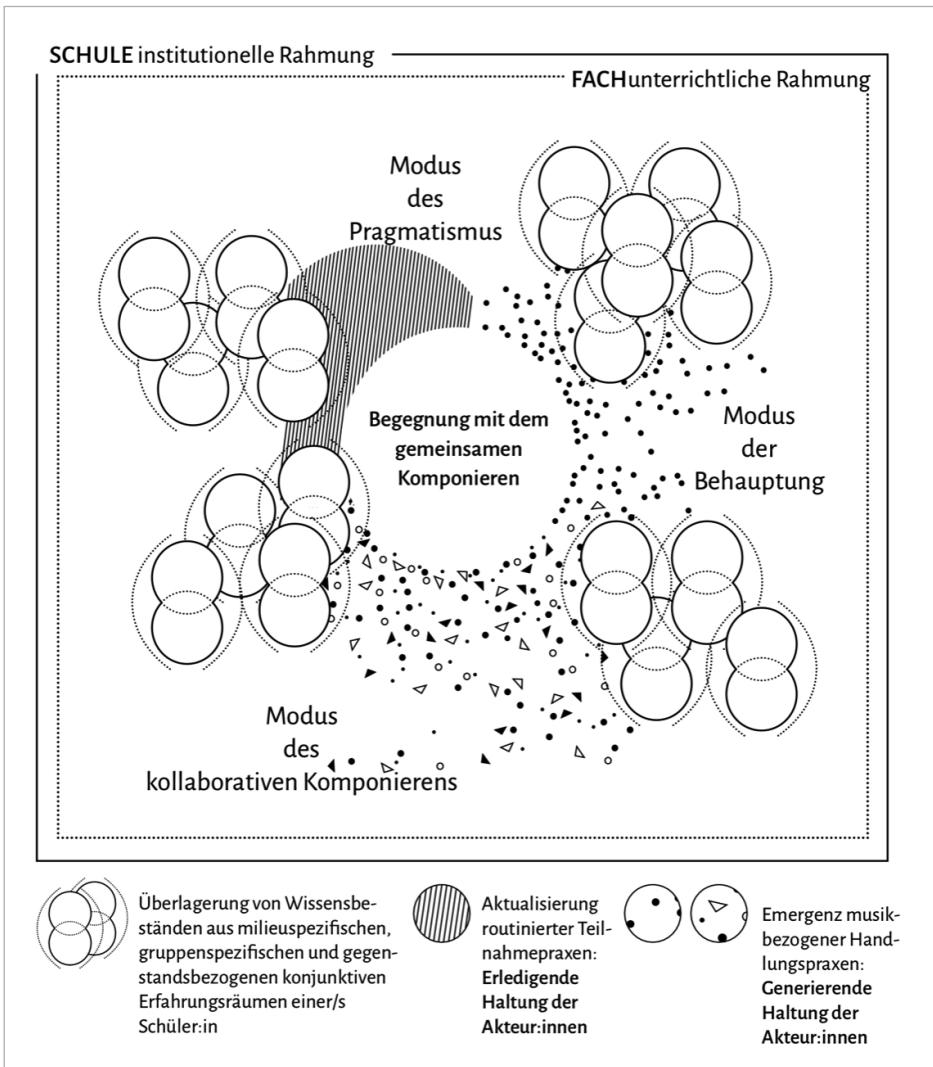 SCHULE institutionelle Rahmung
FACHunterrichtliche Rahmung
Modus
des
Pragmatismus
Begegnung mit dem
gemeinsamen
Komponieren
Modus
der
Behauptung
Modus
des
kollaborativen Komponierens
Überlagerung von Wissensbe-
ständen aus milieuspezifischen,
gruppenspezifischen und gegen-
standsbezogenen konjunktiven
Erfahrungsräumen einer/s
Schüler:in
Aktualisierung
routinierter Teil-
nahmepraxen:
Erledigende
Haltung der
Akteur:innen
Emergenz musik-
bezogener Hand-
lungspraxen:
Generierende
Haltung der
Akteur:innen